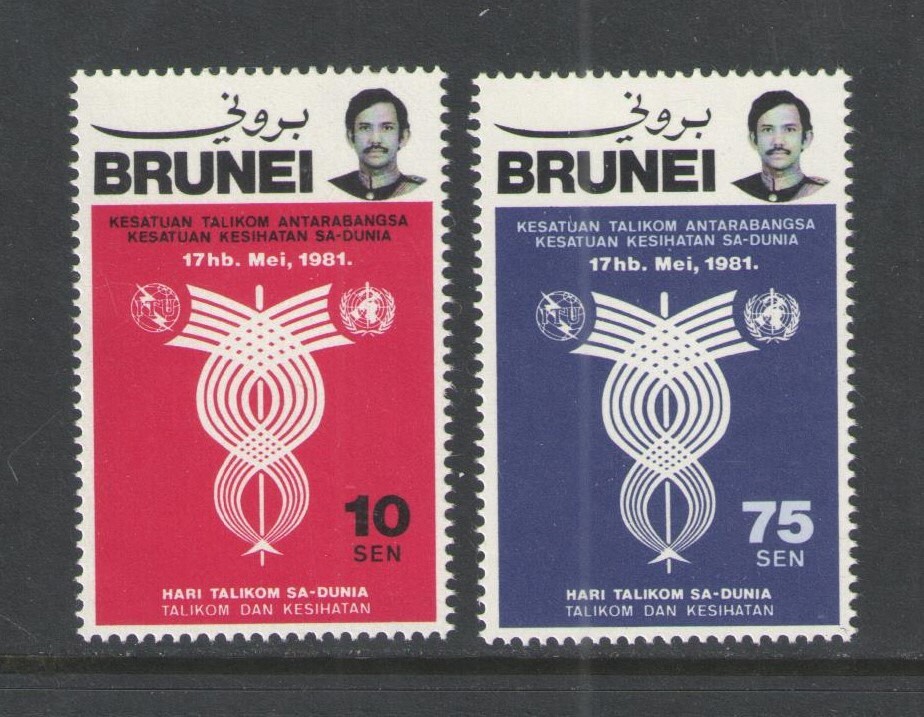 بروني
BRUNEI
KESATUAN TALIKOM ANTARABANGSA
KESATUAN KESIHATAN SA-DUNIA
17hb. Mei, 1981.
ITU
10
SEN
HARI TALIKOM SA-DUNIA
TALIKOM DAN KESIHATAN
بروني
BRUNEI
KESATUAN TALIKOM ANTARABANGSA
KESATUAN KESIHATAN SA-DUNIA
17hb. Mei, 1981.
ITU
75
SEN
HARI TALIKOM SA-DUNIA
TALIKOM DAN KESIHATAN